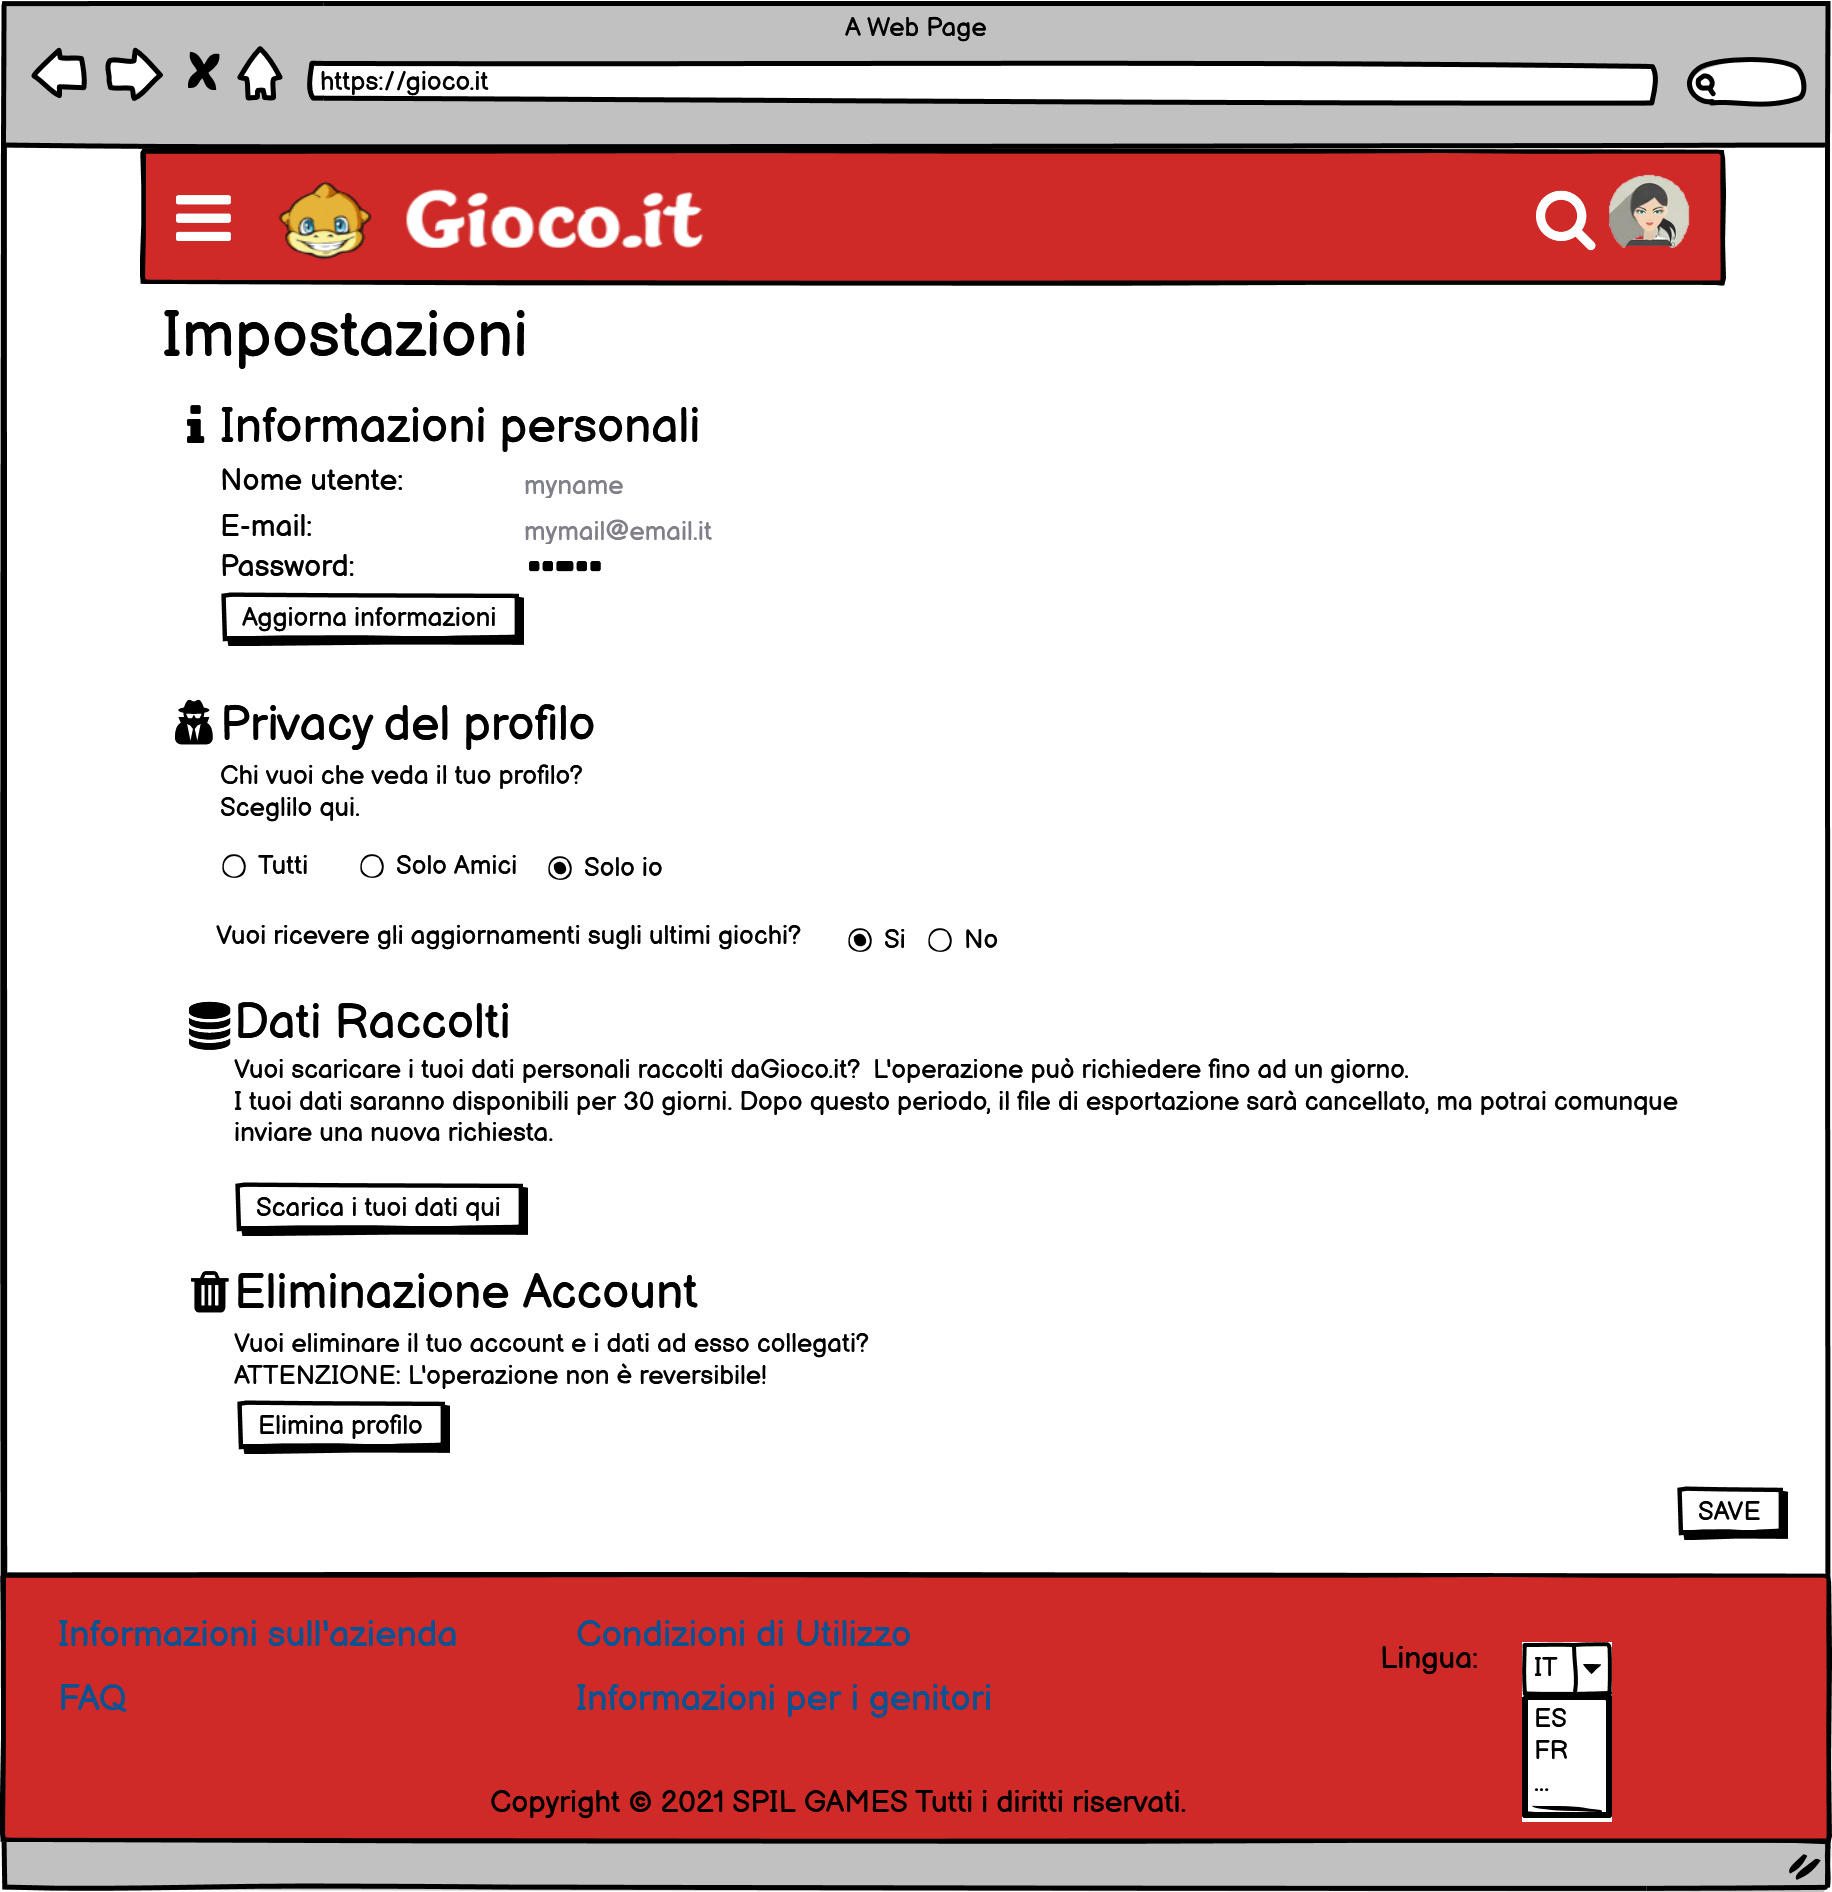 A Web Page
https://gioco.it
Gioco.it
Impostazioni
Informazioni personali
Nome utente: myname
E-mail: mymail@email.it
Password:
Aggiorna informazioni
Privacy del profilo
Chi vuoi che veda il tuo profilo?
Sceglilo qui.
Tutti Solo Amici Solo io
Vuoi ricevere gli aggiornamenti sugli ultimi giochi? Si No
Dati Raccolti
Vuoi scaricare i tuoi dati personali raccolti daGioco.it? L'operazione può richiedere fino ad un giorno.
I tuoi dati saranno disponibili per 30 giorni. Dopo questo periodo, il file di esportazione sarà cancellato, ma potrai comunque
inviare una nuova richiesta.
Scarica i tuoi dati qui
Eliminazione Account
Vuoi eliminare il tuo account e i dati ad esso collegati?
ATTENZIONE: L'operazione non è reversibile!
Elimina profilo
SAVE
Informazioni sull'azienda Condizioni di Utilizzo
Lingua: IT
FAQ Informazioni per i genitori
ES
FR
...
Copyright © 2021 SPIL GAMES Tutti i diritti riservati.